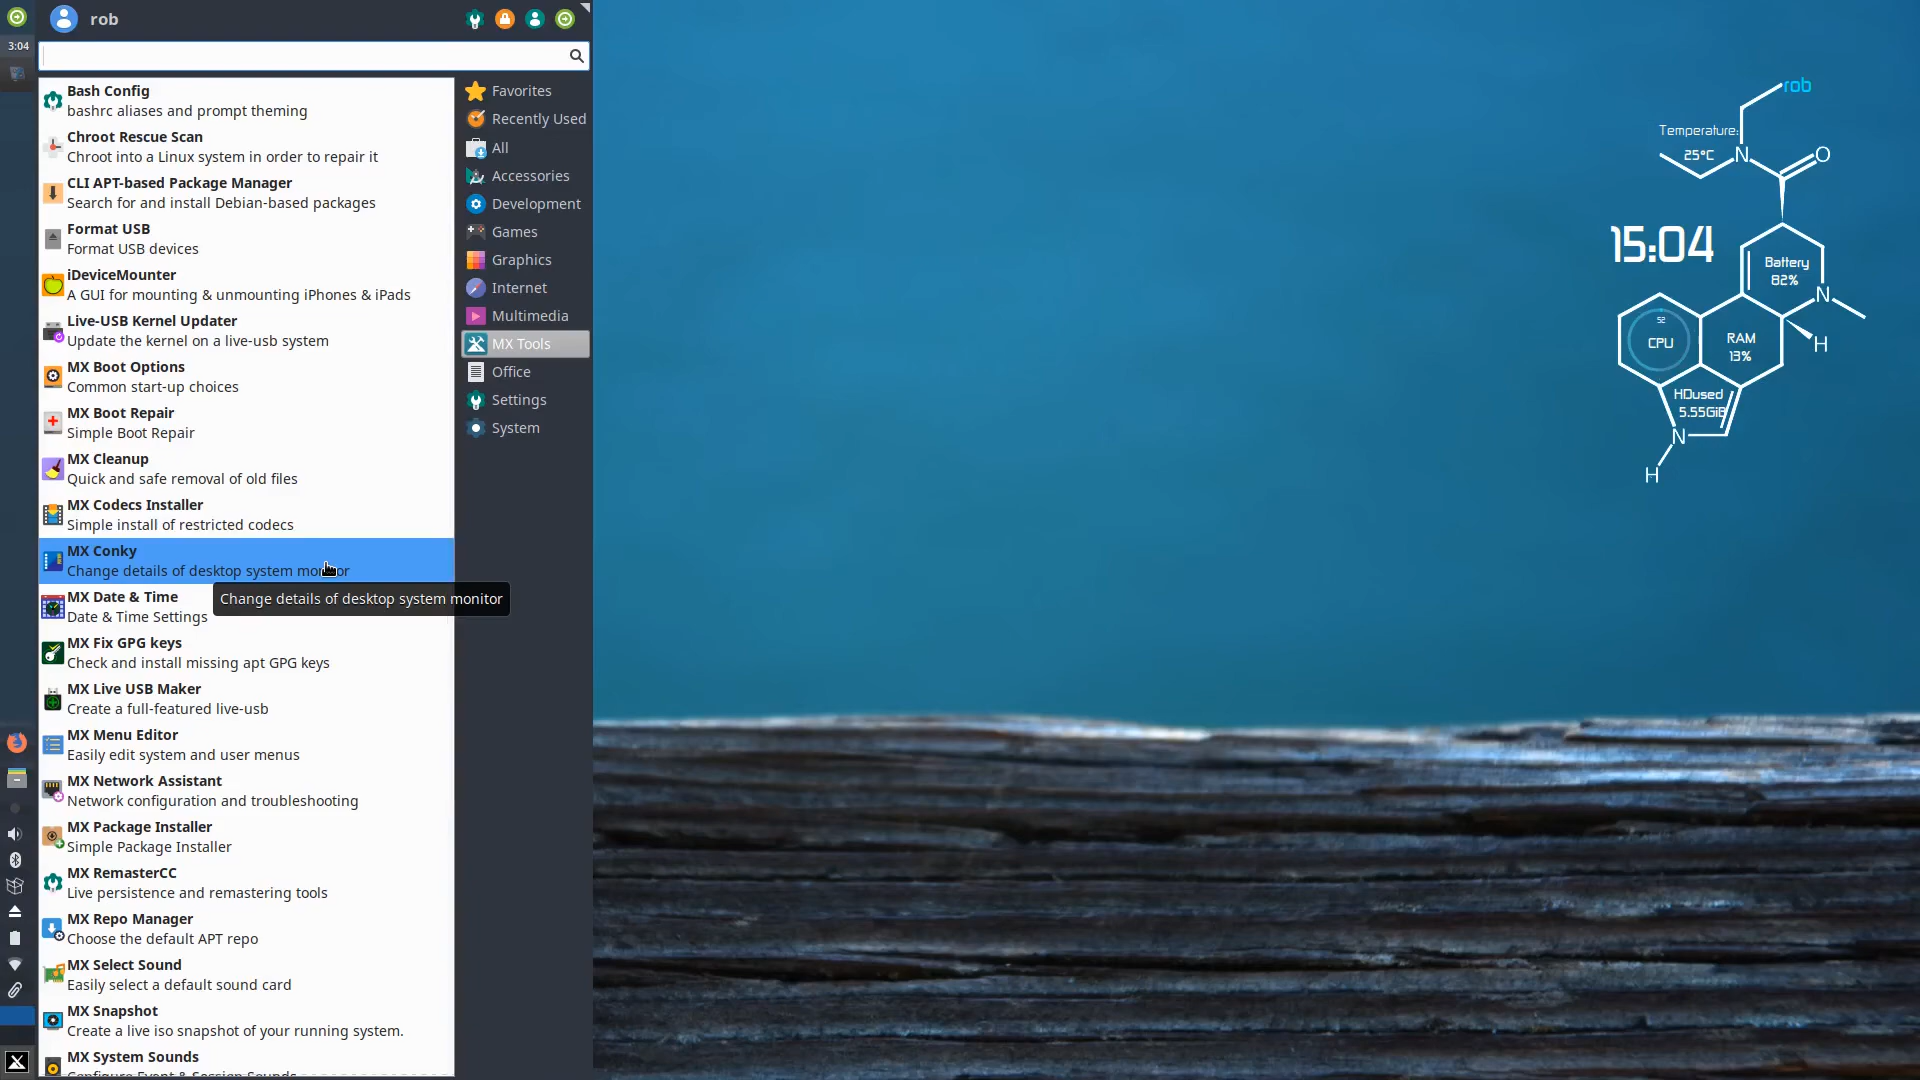 rob
3:04
Bash Config
bashrc aliases and prompt theming
Chroot Rescue Scan
Chroot into a Linux system in order to repair it
CLI APT-based Package Manager
Search for and install Debian-based packages
Format USB
Format USB devices
iDeviceMounter
A GUI for mounting & unmounting iPhones & iPads
Live-USB Kernel Updater
Update the kernel on a live-usb system
MX Boot Options
Common start-up choices
MX Boot Repair
Simple Boot Repair
MX Cleanup
Quick and safe removal of old files
MX Codecs Installer
Simple install of restricted codecs
MX Conky
Change details of desktop system monitor
Change details of desktop system monitor
MX Date & Time
Date & Time Settings
MX Fix GPG keys
Check and install missing apt GPG keys
MX Live USB Maker
Create a full-featured live-usb
MX Menu Editor
Easily edit system and user menus
MX Network Assistant
Network configuration and troubleshooting
MX Package Installer
Simple Package Installer
MX RemasterCC
Live persistence and remastering tools
MX Repo Manager
Choose the default APT repo
MX Select Sound
Easily select a default sound card
MX Snapshot
Create a live iso snapshot of your running system.
MX System Sounds
Configure Event & Session Sounds
Favorites
Recently Used
All
Accessories
Development
Games
Graphics
Internet
Multimedia
MX Tools
Office
Settings
System
rob
Temperature:
25°C
N
O
15:04
Battery
82%
N
52
CPU
RAM
13%
H
HDused
5.55GiB
N
H